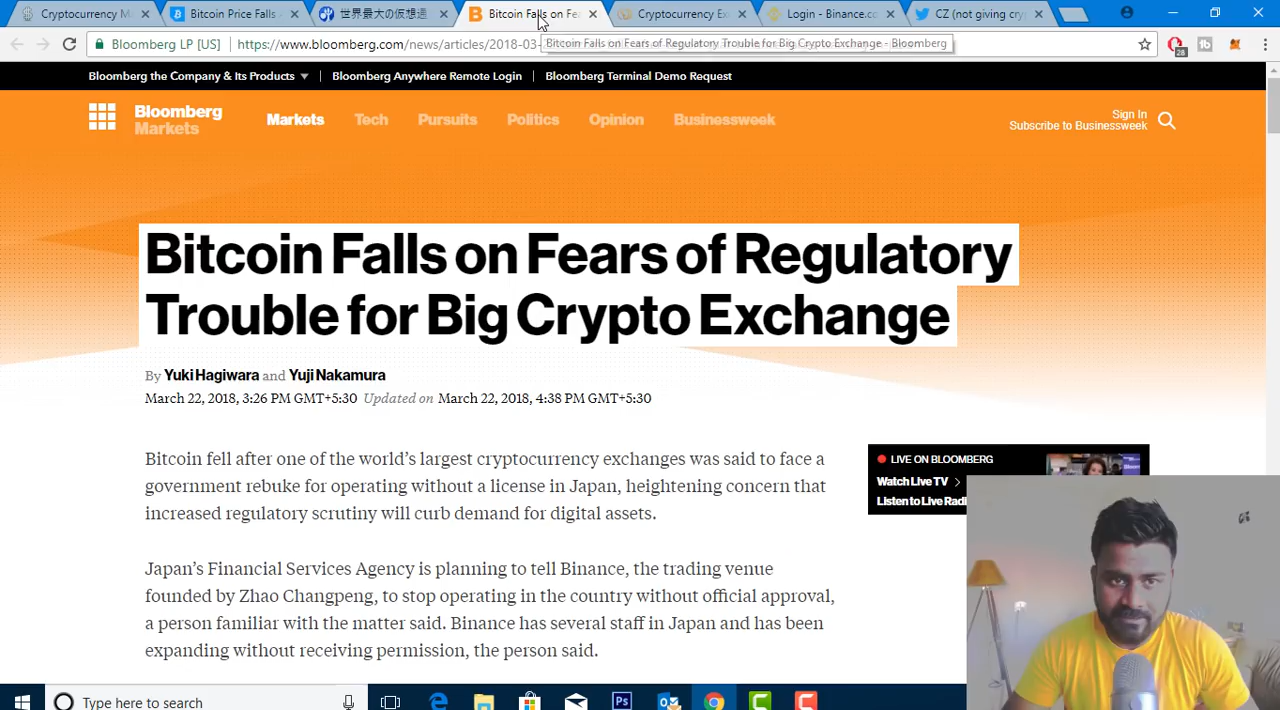 Cryptocurrency M
Bitcoin Price Falls
世界最大の仮想通
Bitcoin Falls on Fe
Cryptocurrency Ex
Login - Binance.co
CZ (not giving cry
Bloomberg LP [US]
https://www.bloomberg.com/news/articles/2018-03-
Bitcoin Falls on Fears of Regulatory Trouble for Big Crypto Exchange - Bloomberg
28
Bloomberg the Company & Its Products
Bloomberg Anywhere Remote Login
Bloomberg Terminal Demo Request
Bloomberg
Markets
Markets
Tech
Pursuits
Politics
Opinion
Businessweek
Sign In
Subscribe to Businessweek
Bitcoin Falls on Fears of Regulatory
Trouble for Big Crypto Exchange
By Yuki Hagiwara and Yuji Nakamura
March 22, 2018, 3:26 PM GMT+5:30 Updated on March 22, 2018, 4:38 PM GMT+5:30
Bitcoin fell after one of the world's largest cryptocurrency exchanges was said to face a
government rebuke for operating without a license in Japan, heightening concern that
increased regulatory scrutiny will curb demand for digital assets.
LIVE ON BLOOMBERG
Watch Live TV
Listen to Live Radi
Japan's Financial Services Agency is planning to tell Binance, the trading venue
founded by Zhao Changpeng, to stop operating in the country without official approval,
a person familiar with the matter said. Binance has several staff in Japan and has been
expanding without receiving permission, the person said.
Type here to search
Ps